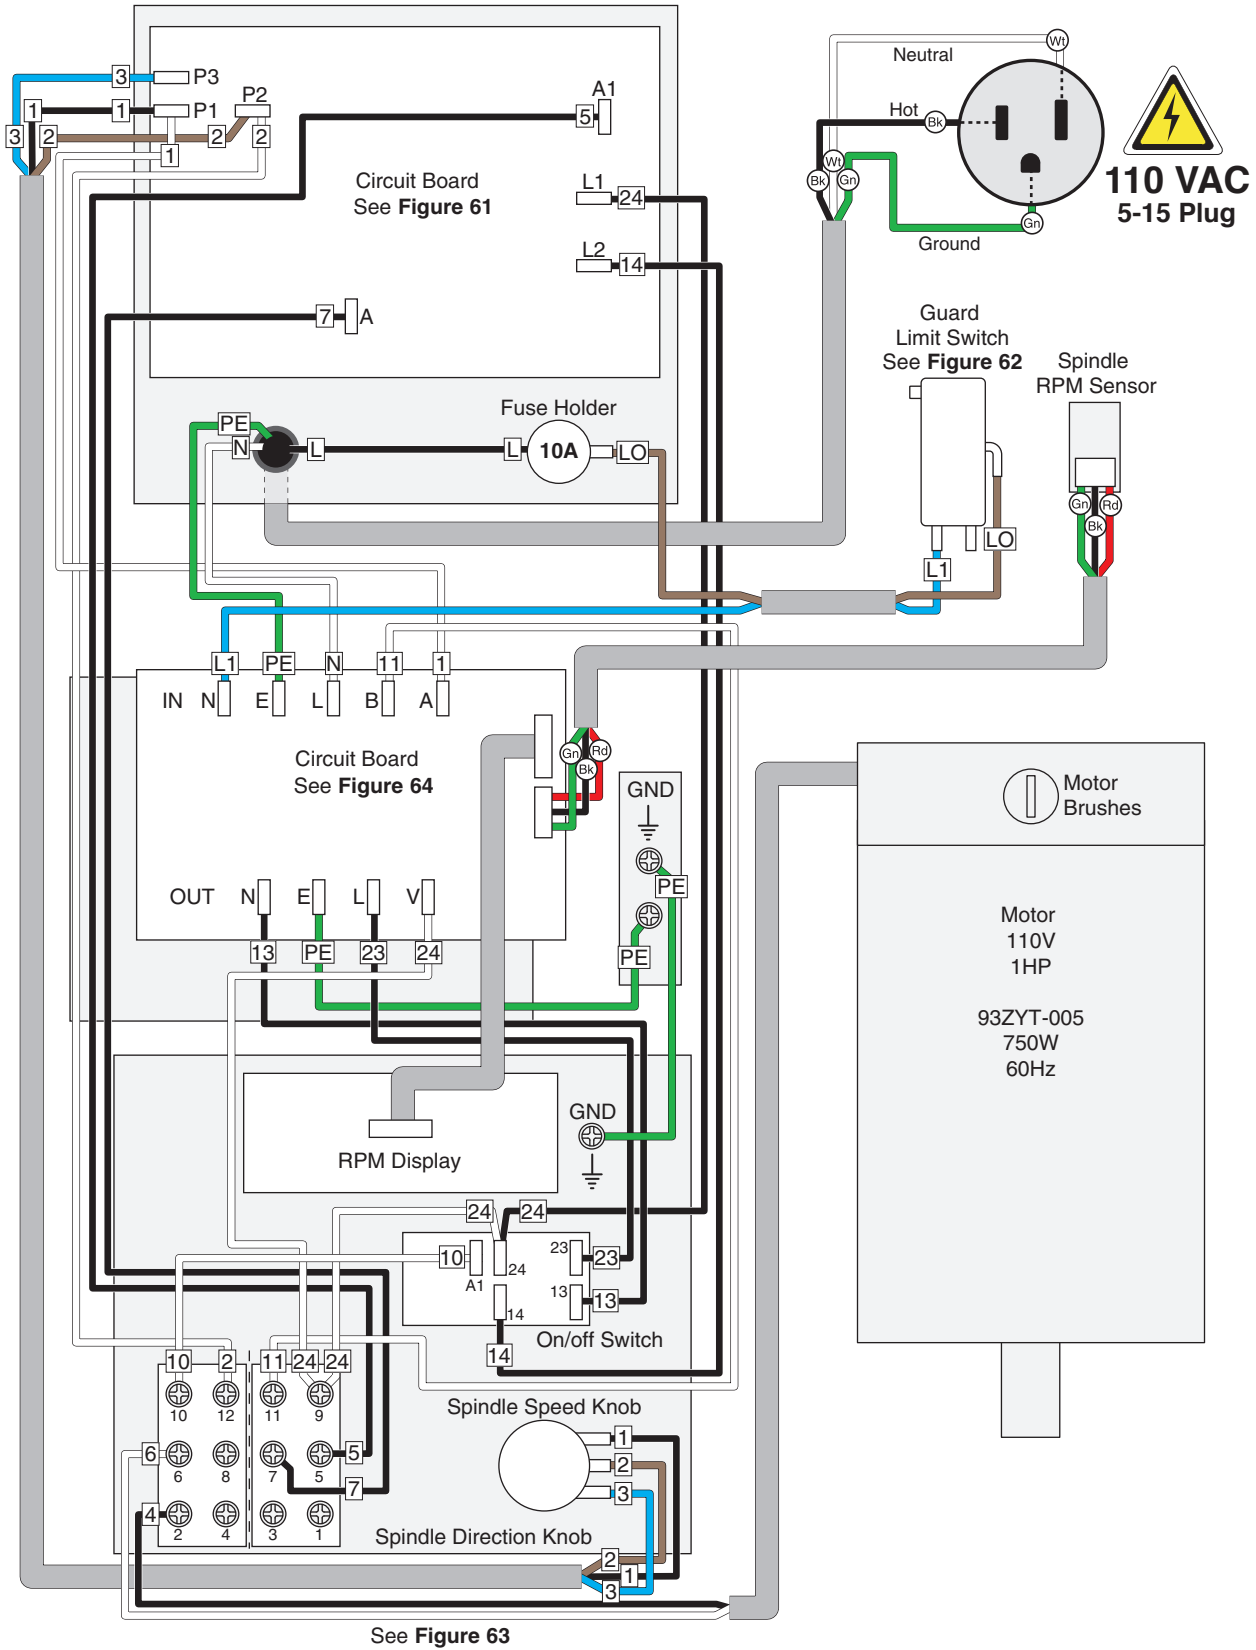 Neutral
Wt
Hot
Bk
Wt
Bk
Gn
Gn
Ground
110 VAC
5-15 Plug
3
P3
1
1
P1
P2
3
2
2
2
1
A1
5
Circuit Board
See Figure 61
L1
24
L2
14
7
A
Guard
Limit Switch
See Figure 62
Spindle
RPM Sensor
Fuse Holder
PE
N
L
L
10A
LO
Gn
Rd
Bk
LO
L1
L1
PE
N
11
1
IN
N
E
L
B
A
Circuit Board
See Figure 64
Gn
Rd
Bk
GND
PE
PE
OUT
N
E
L
V
13
PE
23
24
Motor
Brushes
Motor
110V
1HP
93ZYT-005
750W
60Hz
RPM Display
GND
24
24
10
A1
24
23
23
13
13
14
On/off Switch
14
10
2
11
24
24
10
12
11
9
6
6
8
7
5
5
7
4
2
4
3
1
Spindle Speed Knob
1
2
3
Spindle Direction Knob
2
1
3
See Figure 63